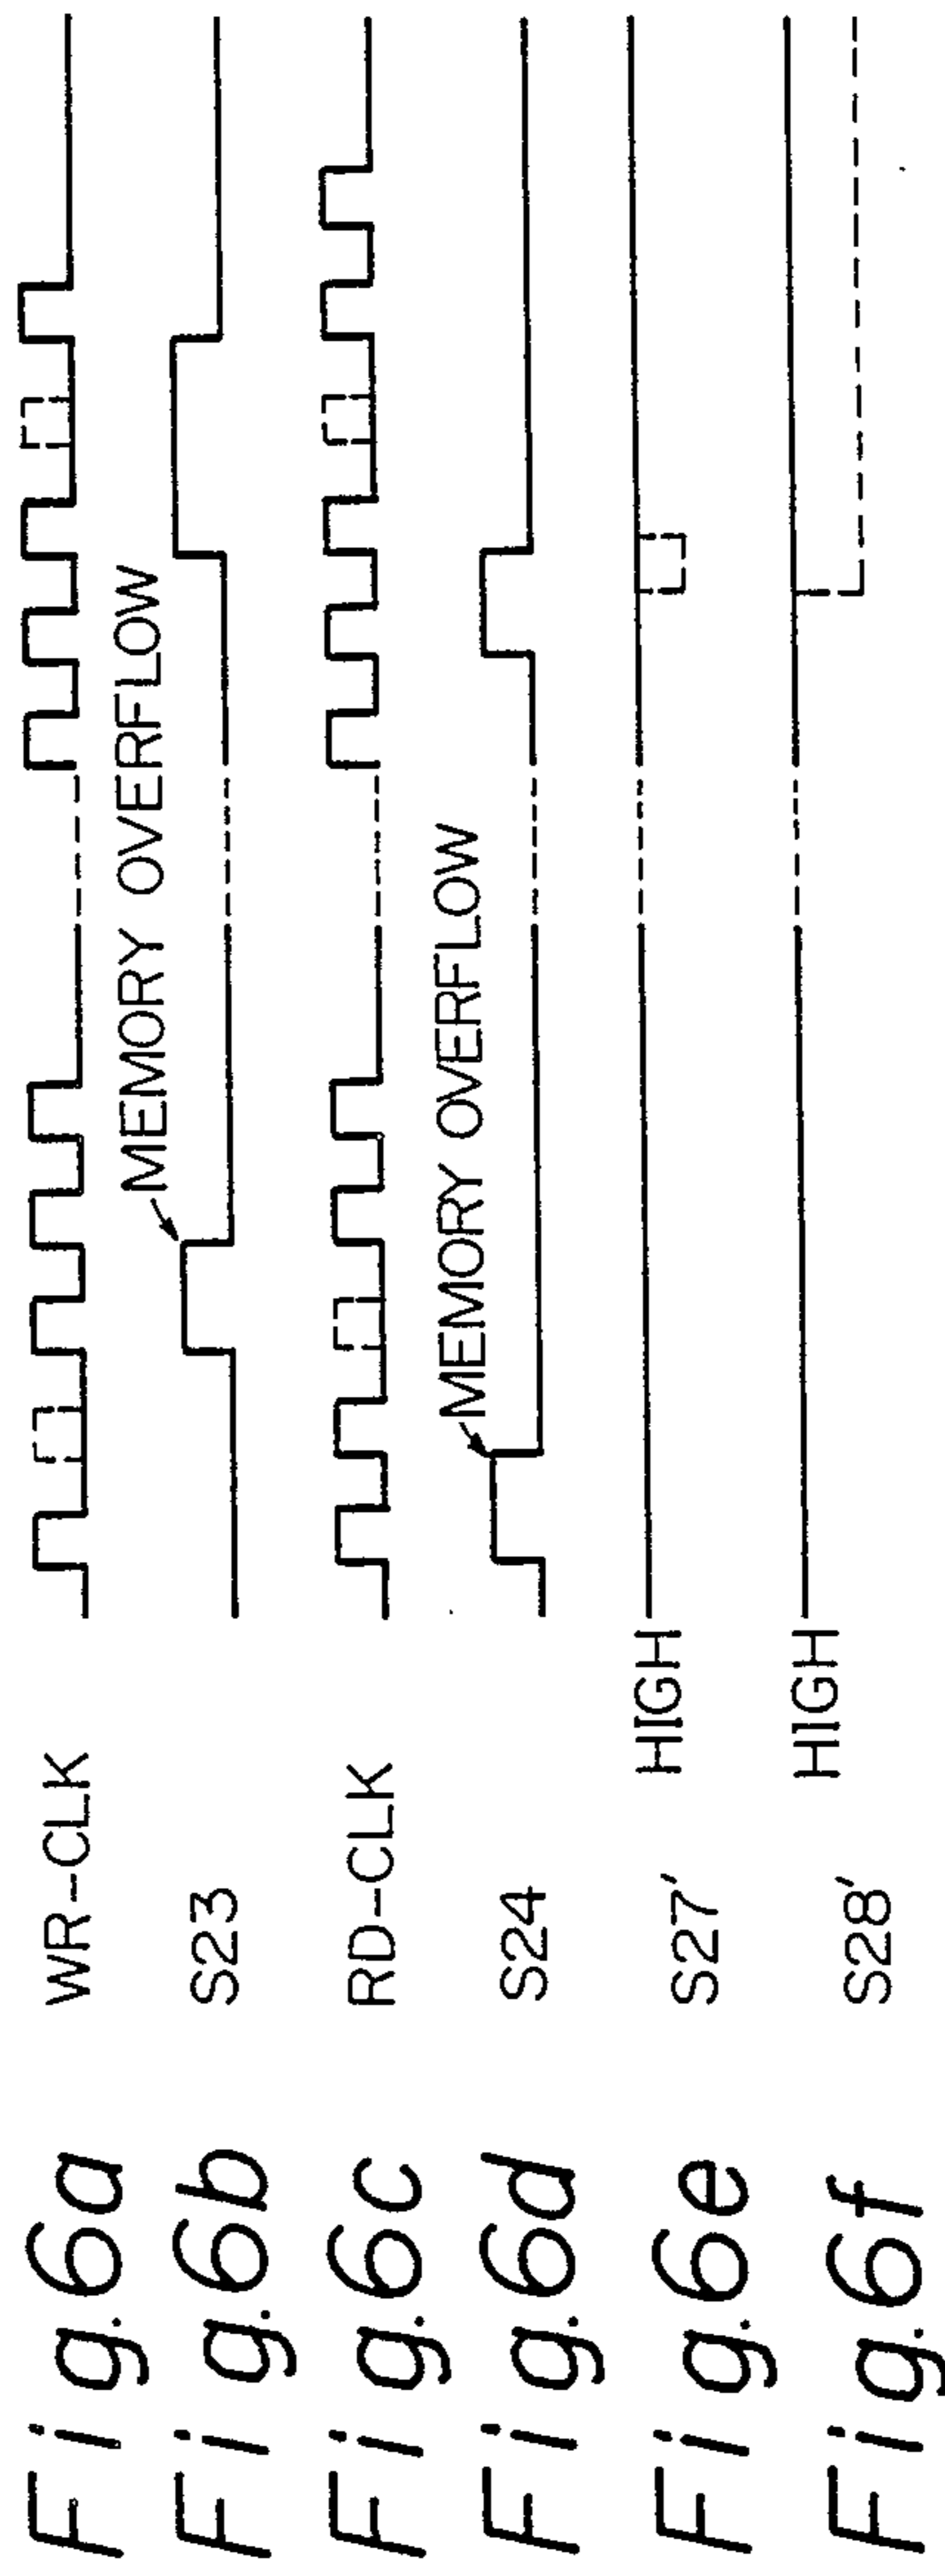 Fig.6a WR-CLK
MEMORY OVERFLOW
Fig.6b S23
Fig.6c RD-CLK
MEMORY OVERFLOW
Fig.6d S24
Fig.6e S27' HIGH
Fig.6f S28' HIGH